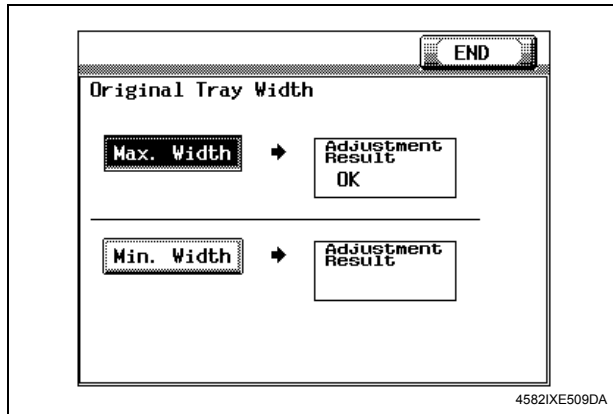 END
Original Tray Width
Max. Width
Adjustment
Result
OK
Min. Width
Adjustment
Result
4582IXE509DA